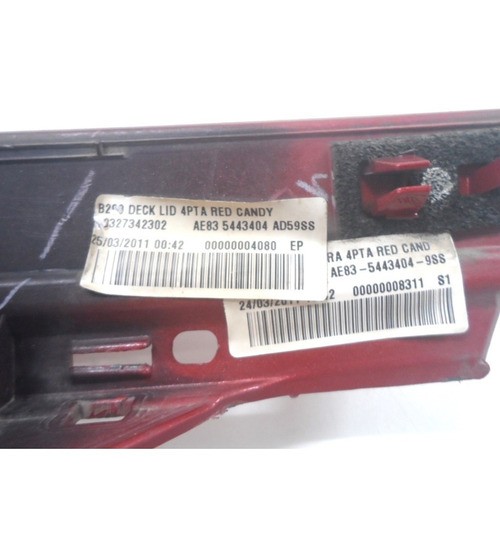 DECK LID 4PTA RED CANDY
3327342302 AE83 5443404 AD59SS
25/03/2011 00:42 00000004080 EP
RA 4PTA RED CAND
AE83-5443404-9SS
24/03/2011 00000008311 S1